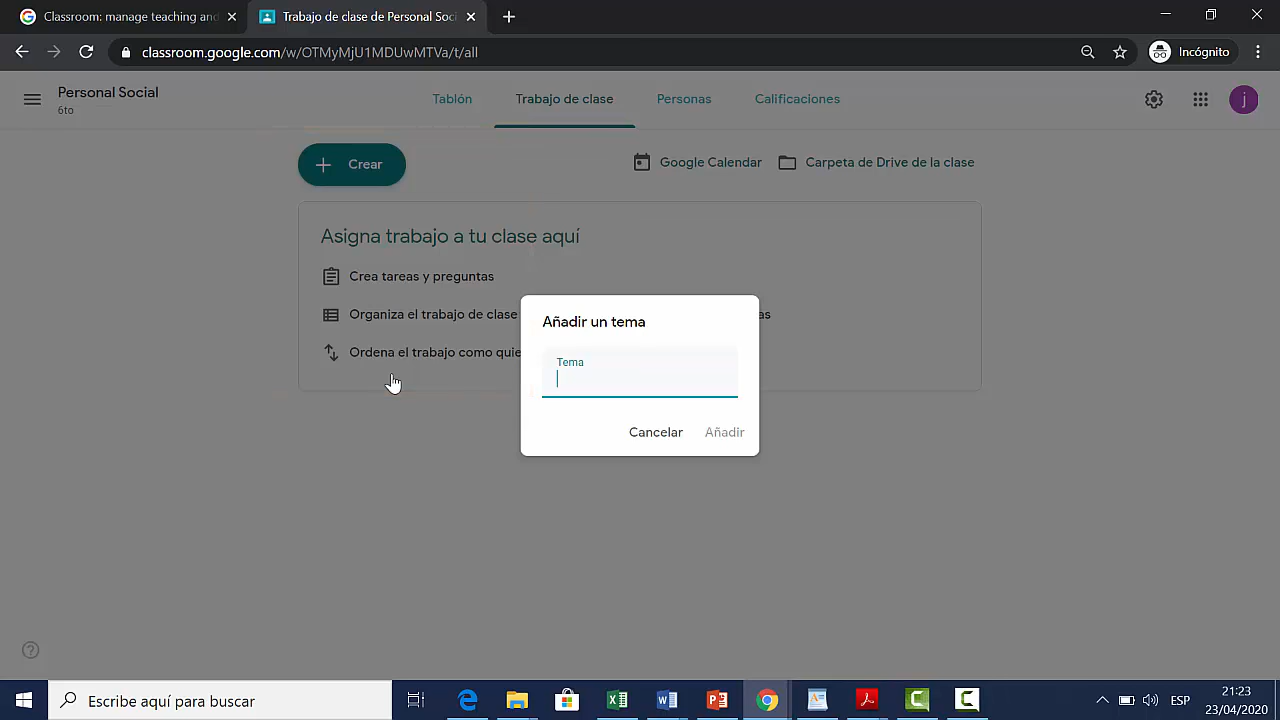 Classroom: manage teaching and
Trabajo de clase de Personal Soci
classroom.google.com/w/OTMyMjU1MDUwMTVa/t/all
Incógnito
Personal Social
6to
Tablón
Trabajo de clase
Personas
Calificaciones
j
Crear
Google Calendar
Carpeta de Drive de la clase
Asigna trabajo a tu clase aquí
Crea tareas y preguntas
Organiza el trabajo de clase
as
Ordena el trabajo como quie
Añadir un tema
Tema
Cancelar
Añadir
Escribe aquí para buscar
ESP
21:23
23/04/2020